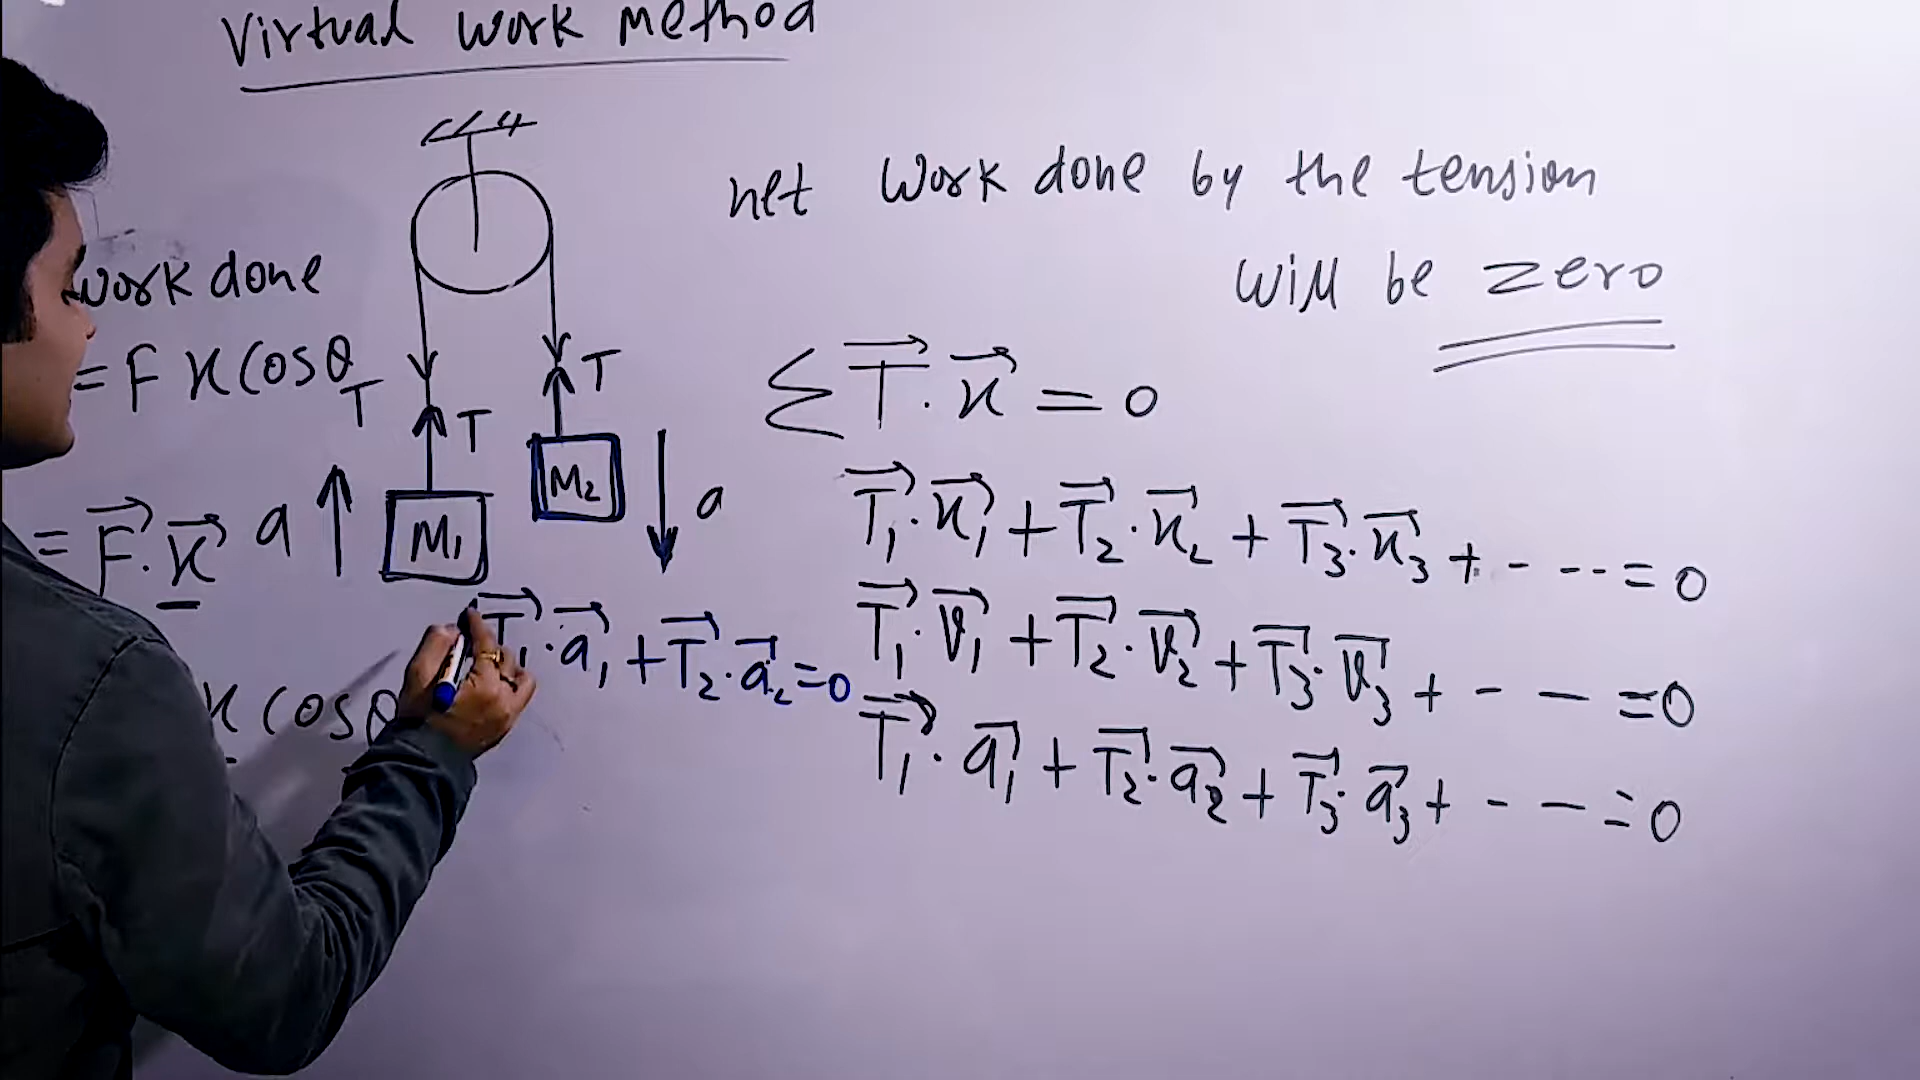 Virtual work method
net work done by the tension
will be zero
work done
= F x cosθ
T
T
T
M₁
M₂
a
a
= F⃗ . x⃗
x cosθ
Σ T⃗ . x⃗ = 0
T⃗₁ . x⃗₁ + T⃗₂ . x⃗₂ + T⃗₃ . x⃗₃ + - - - = 0
T⃗₁ . v⃗₁ + T⃗₂ . v⃗₂ + T⃗₃ . v⃗₃ + - - = 0
T⃗₁ . a⃗₁ + T⃗₂ . a⃗₂ + T⃗₃ . a⃗₃ + - - = 0
T⃗₁ . a⃗₁ + T⃗₂ . a⃗₂ = 0